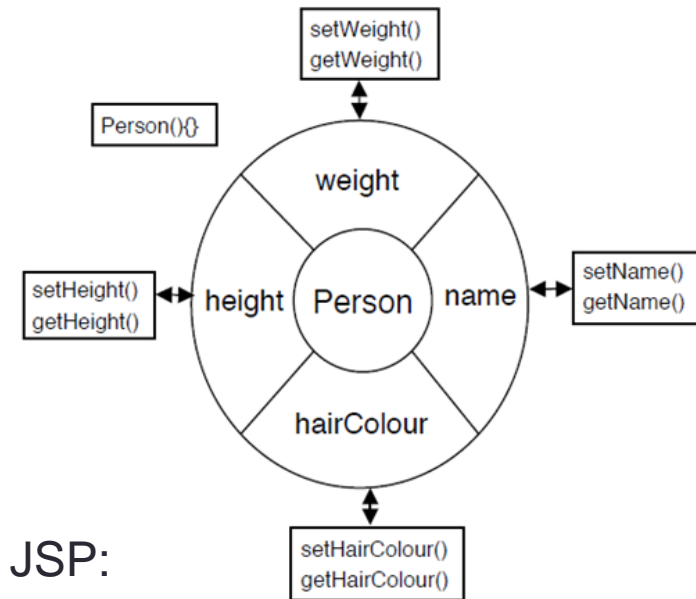 setWeight()
getWeight()
Person(){}
weight
setHeight()
getHeight()
height
Person
name
setName()
getName()
hairColour
setHairColour()
getHairColour()
JSP: